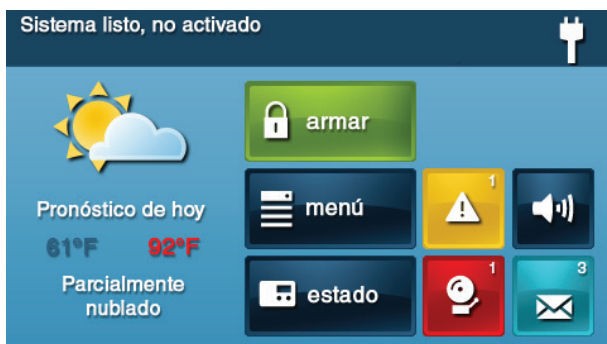 Sistema listo, no activado
armar
Pronóstico de hoy
61°F 92°F
Parcialmente
nublado
menú
1
estado
1
3